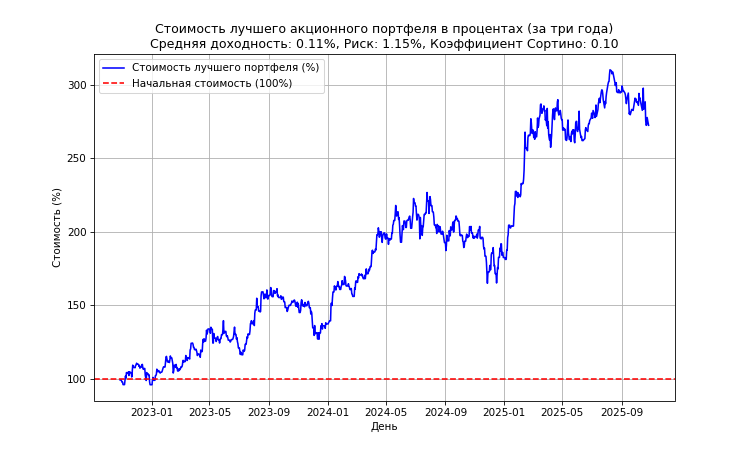 Стоимость лучшего акционного портфеля в процентах (за три года)
Средняя доходность: 0.11%, Риск: 1.15%, Коэффициент Сортино: 0.10
Стоимость лучшего портфеля (%)
Начальная стоимость (100%)
300
250
200
150
100
Стоимость (%)
2023-01 2023-05 2023-09 2024-01 2024-05 2024-09 2025-01 2025-05 2025-09
День